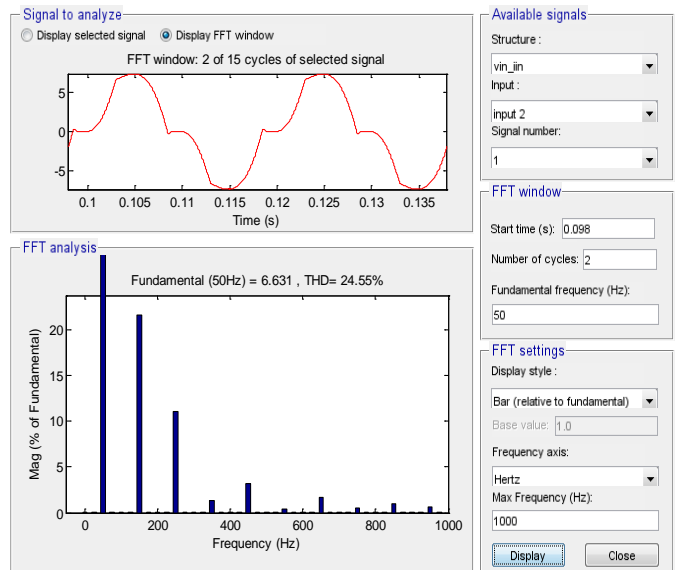 Signal to analyze
Display selected signal
Display FFT window
FFT window: 2 of 15 cycles of selected signal
5
0
-5
0.1 0.105 0.11 0.115 0.12 0.125 0.13 0.135
Time (s)
FFT analysis
Fundamental (50Hz) = 6.631 , THD= 24.55%
Mag (% of Fundamental)
20
15
10
5
0
0 200 400 600 800 1000
Frequency (Hz)
Available signals
Structure :
vin_iin
Input :
input 2
Signal number:
1
FFT window
Start time (s): 0.098
Number of cycles: 2
Fundamental frequency (Hz):
50
FFT settings
Display style :
Bar (relative to fundamental)
Base value: 1.0
Frequency axis:
Hertz
Max Frequency (Hz):
1000
Display
Close